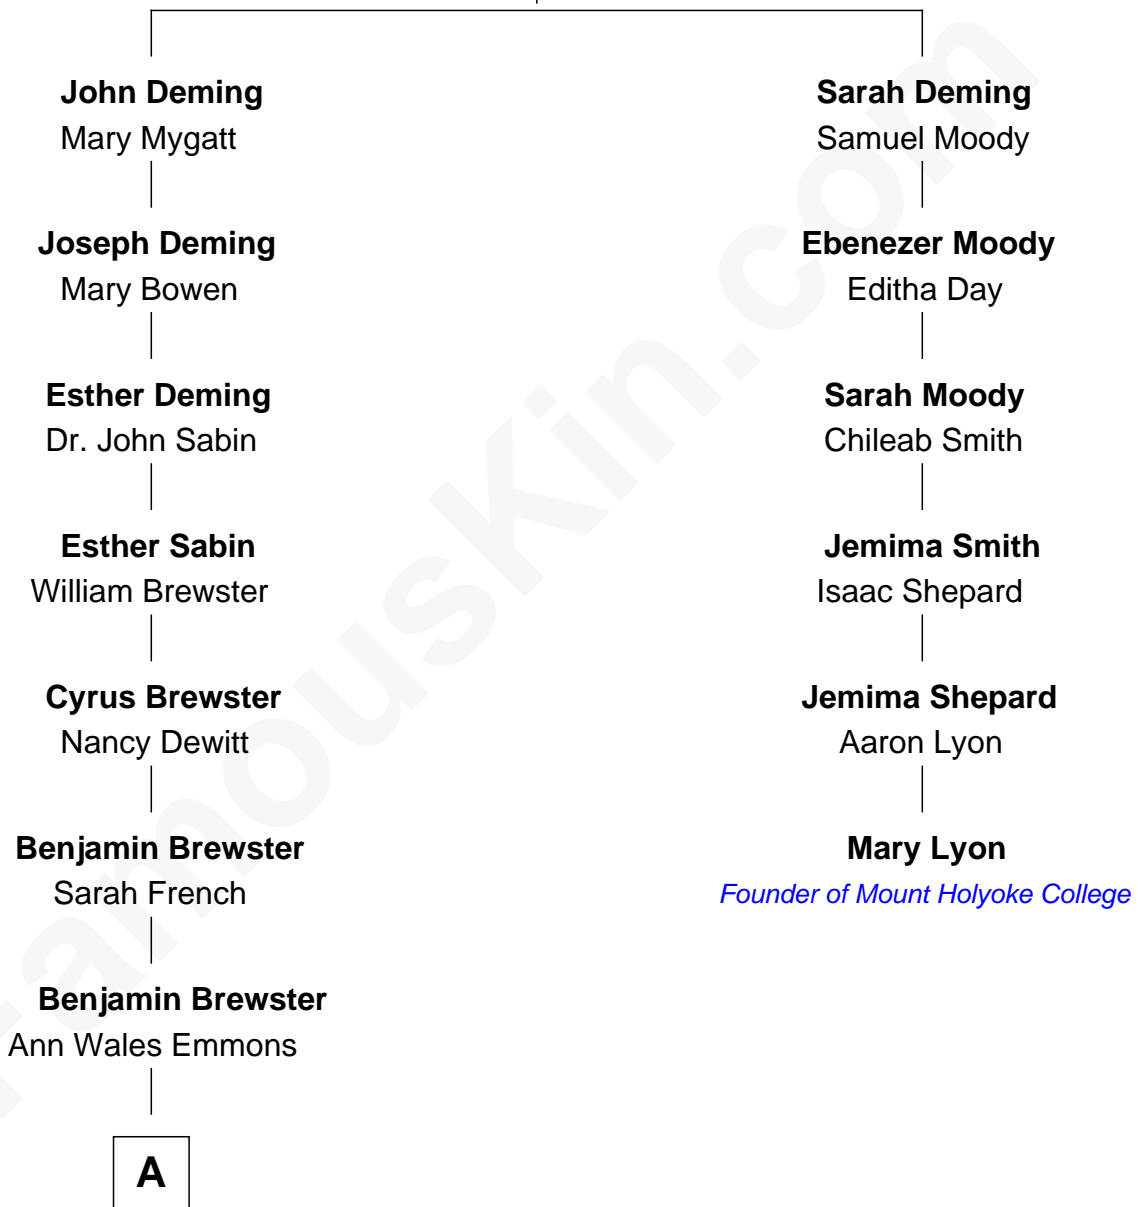 John Deming
Mary Mygatt
Joseph Deming
Mary Bowen
Esther Deming
Dr. John Sabin
Esther Sabin
William Brewster
Cyrus Brewster
Nancy Dewitt
Benjamin Brewster
Sarah French
Benjamin Brewster
Ann Wales Emmons
A
Sarah Deming
Samuel Moody
Ebenezer Moody
Editha Day
Sarah Moody
Chileab Smith
Jemima Smith
Isaac Shepard
Jemima Shepard
Aaron Lyon
Mary Lyon
Founder of Mount Holyoke College
FamousKin.com